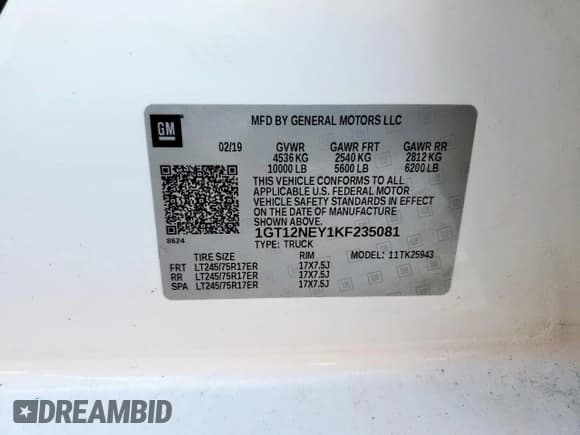 GM
MFD BY GENERAL MOTORS LLC
02/19 GVWR GAWR FRT GAWR RR
4536 KG 2540 KG 2812 KG
10000 LB 5600 LB 6200 LB
THIS VEHICLE CONFORMS TO ALL
APPLICABLE U.S. FEDERAL MOTOR
VEHICLE SAFETY STANDARDS IN EFFECT
ON THE DATE OF MANUFACTURE
SHOWN ABOVE.
8624
1GT12NEY1KF235081
TYPE: TRUCK
TIRE SIZE RIM MODEL: 11TK25943
FRT LT245/75R17ER 17X7.5J
RR LT245/75R17ER 17X7.5J
SPA LT245/75R17ER 17X7.5J
DREAMBID